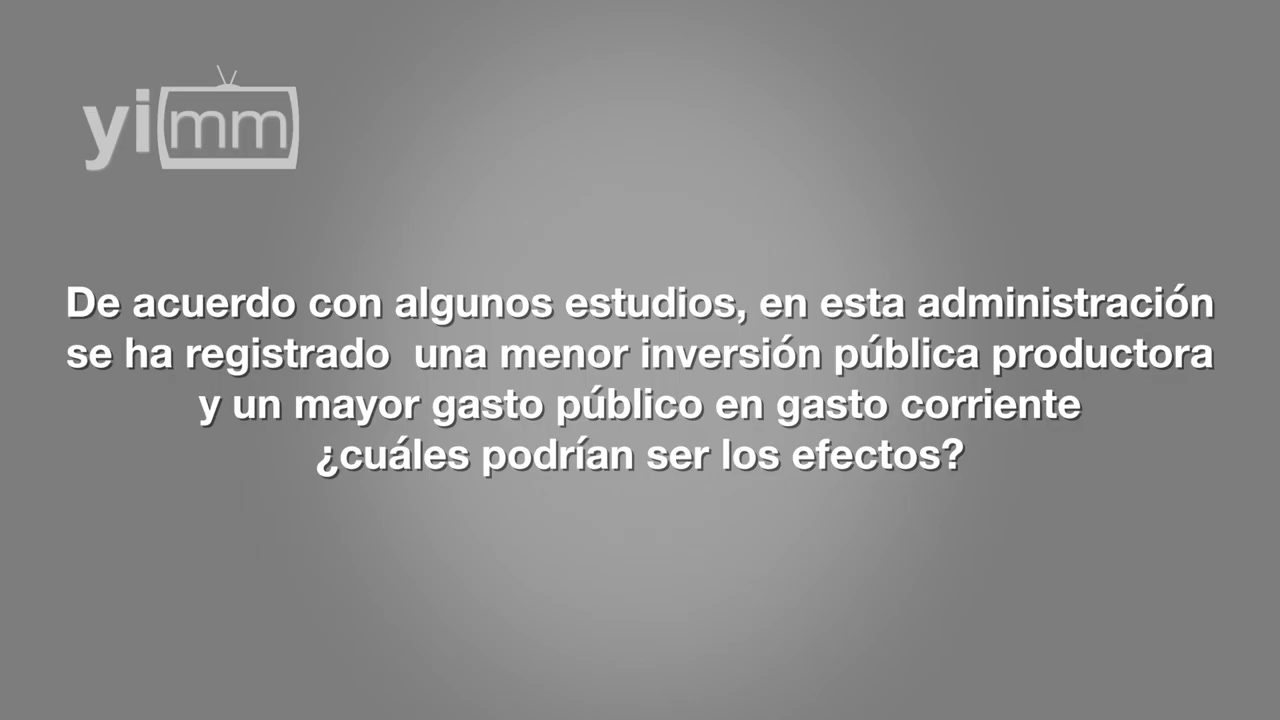 yimm
De acuerdo con algunos estudios, en esta administración
se ha registrado  una menor inversión pública productora
y un mayor gasto público en gasto corriente
¿cuáles podrían ser los efectos?